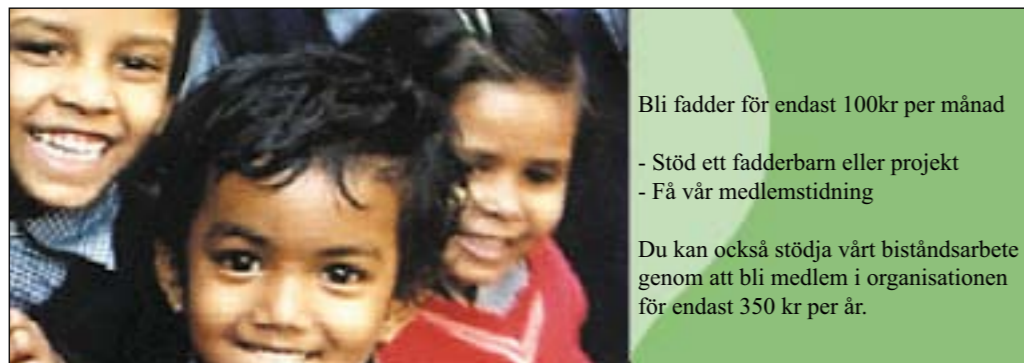 Bli fadder för endast 100kr per månad
- Stöd ett fadderbarn eller projekt
- Få vår medlemstidning
Du kan också stödja vårt biståndsarbete
genom att bli medlem i organisationen
för endast 350 kr per år.